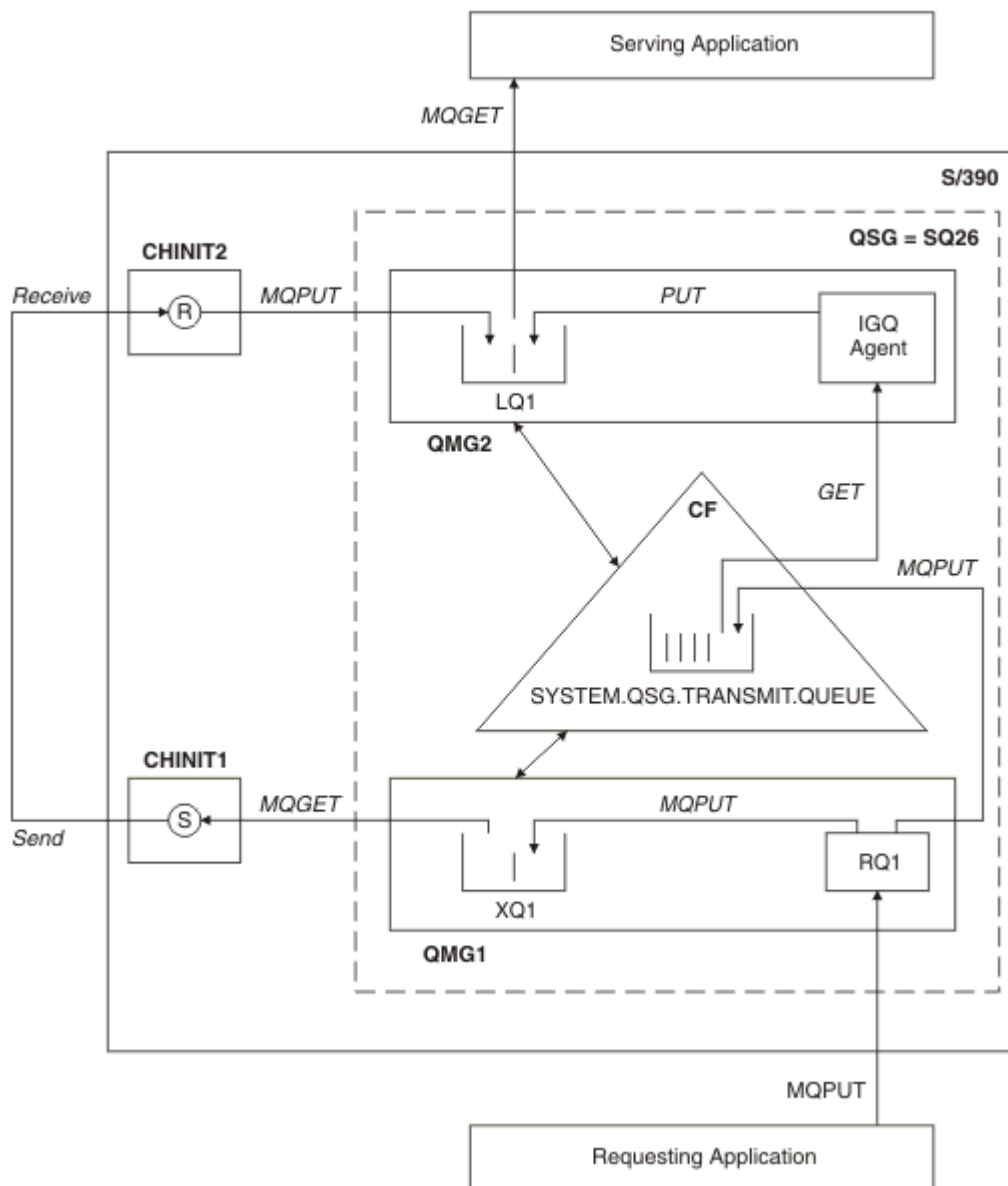 Serving Application
MQGET
S/390
QSG = SQ26
CHINIT2
Receive
R
MQPUT
PUT
IGQ
Agent
LQ1
QMG2
GET
CF
MQPUT
SYSTEM.QSG.TRANSMIT.QUEUE
CHINIT1
Send
S
MQGET
MQPUT
RQ1
XQ1
QMG1
MQPUT
Requesting Application